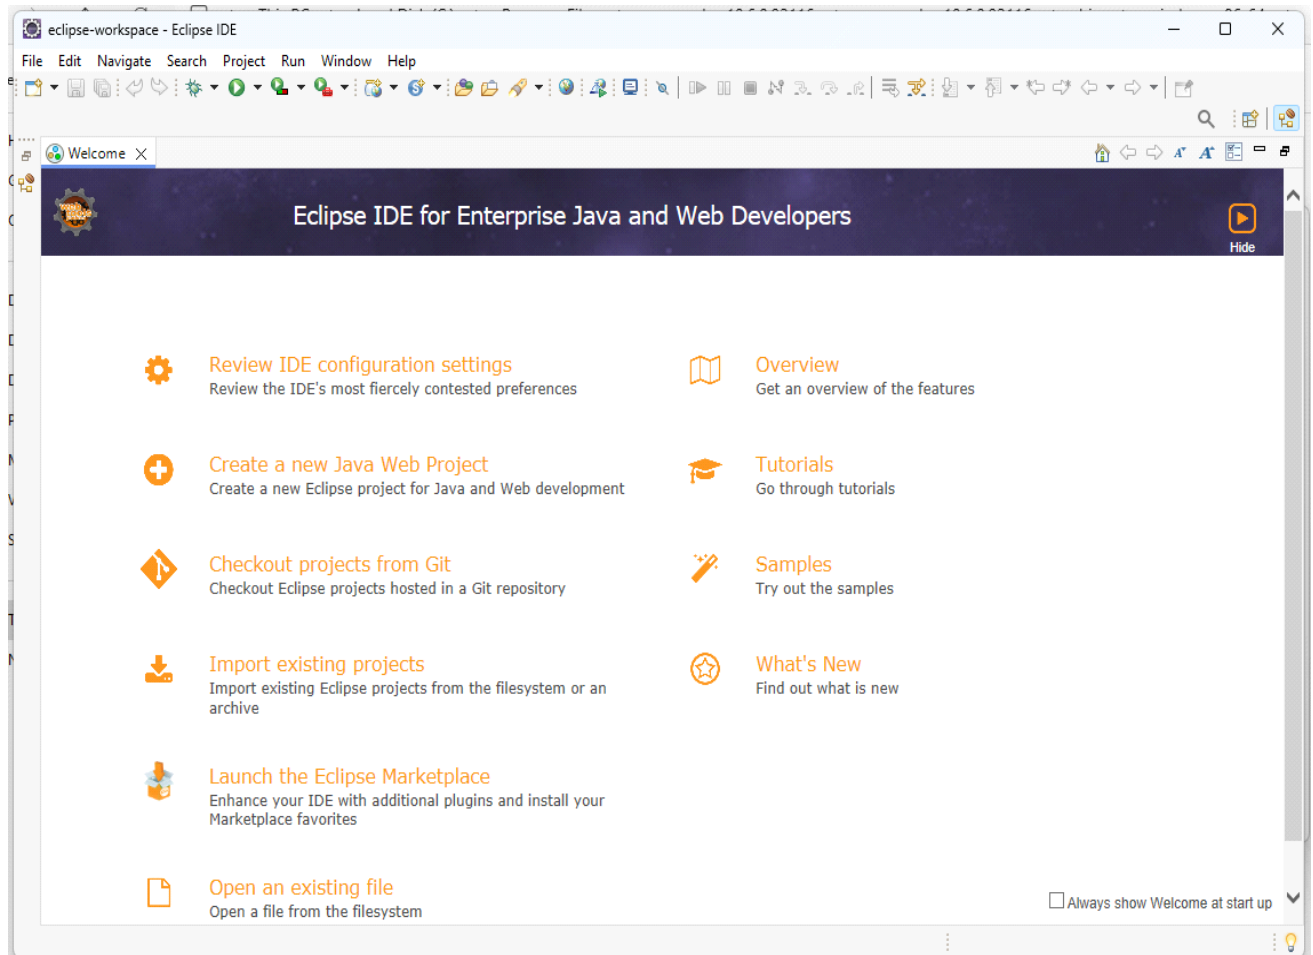 eclipse-workspace - Eclipse IDE
File Edit Navigate Search Project Run Window Help
Welcome
Eclipse IDE for Enterprise Java and Web Developers
Hide
Review IDE configuration settings
Review the IDE's most fiercely contested preferences
Overview
Get an overview of the features
Create a new Java Web Project
Create a new Eclipse project for Java and Web development
Tutorials
Go through tutorials
Checkout projects from Git
Checkout Eclipse projects hosted in a Git repository
Samples
Try out the samples
Import existing projects
Import existing Eclipse projects from the filesystem or an
archive
What's New
Find out what is new
Launch the Eclipse Marketplace
Enhance your IDE with additional plugins and install your
Marketplace favorites
Open an existing file
Open a file from the filesystem
Always show Welcome at start up